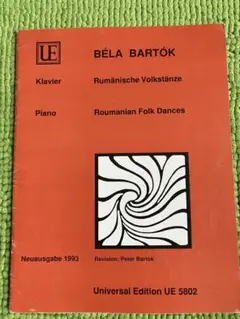 UE
BÉLA BARTÓK
Klavier
Rumänische Volkstänze
Piano
Roumanian Folk Dances
Neuausgabe 1993
Revision: Peter Bartók
Universal Edition UE 5802